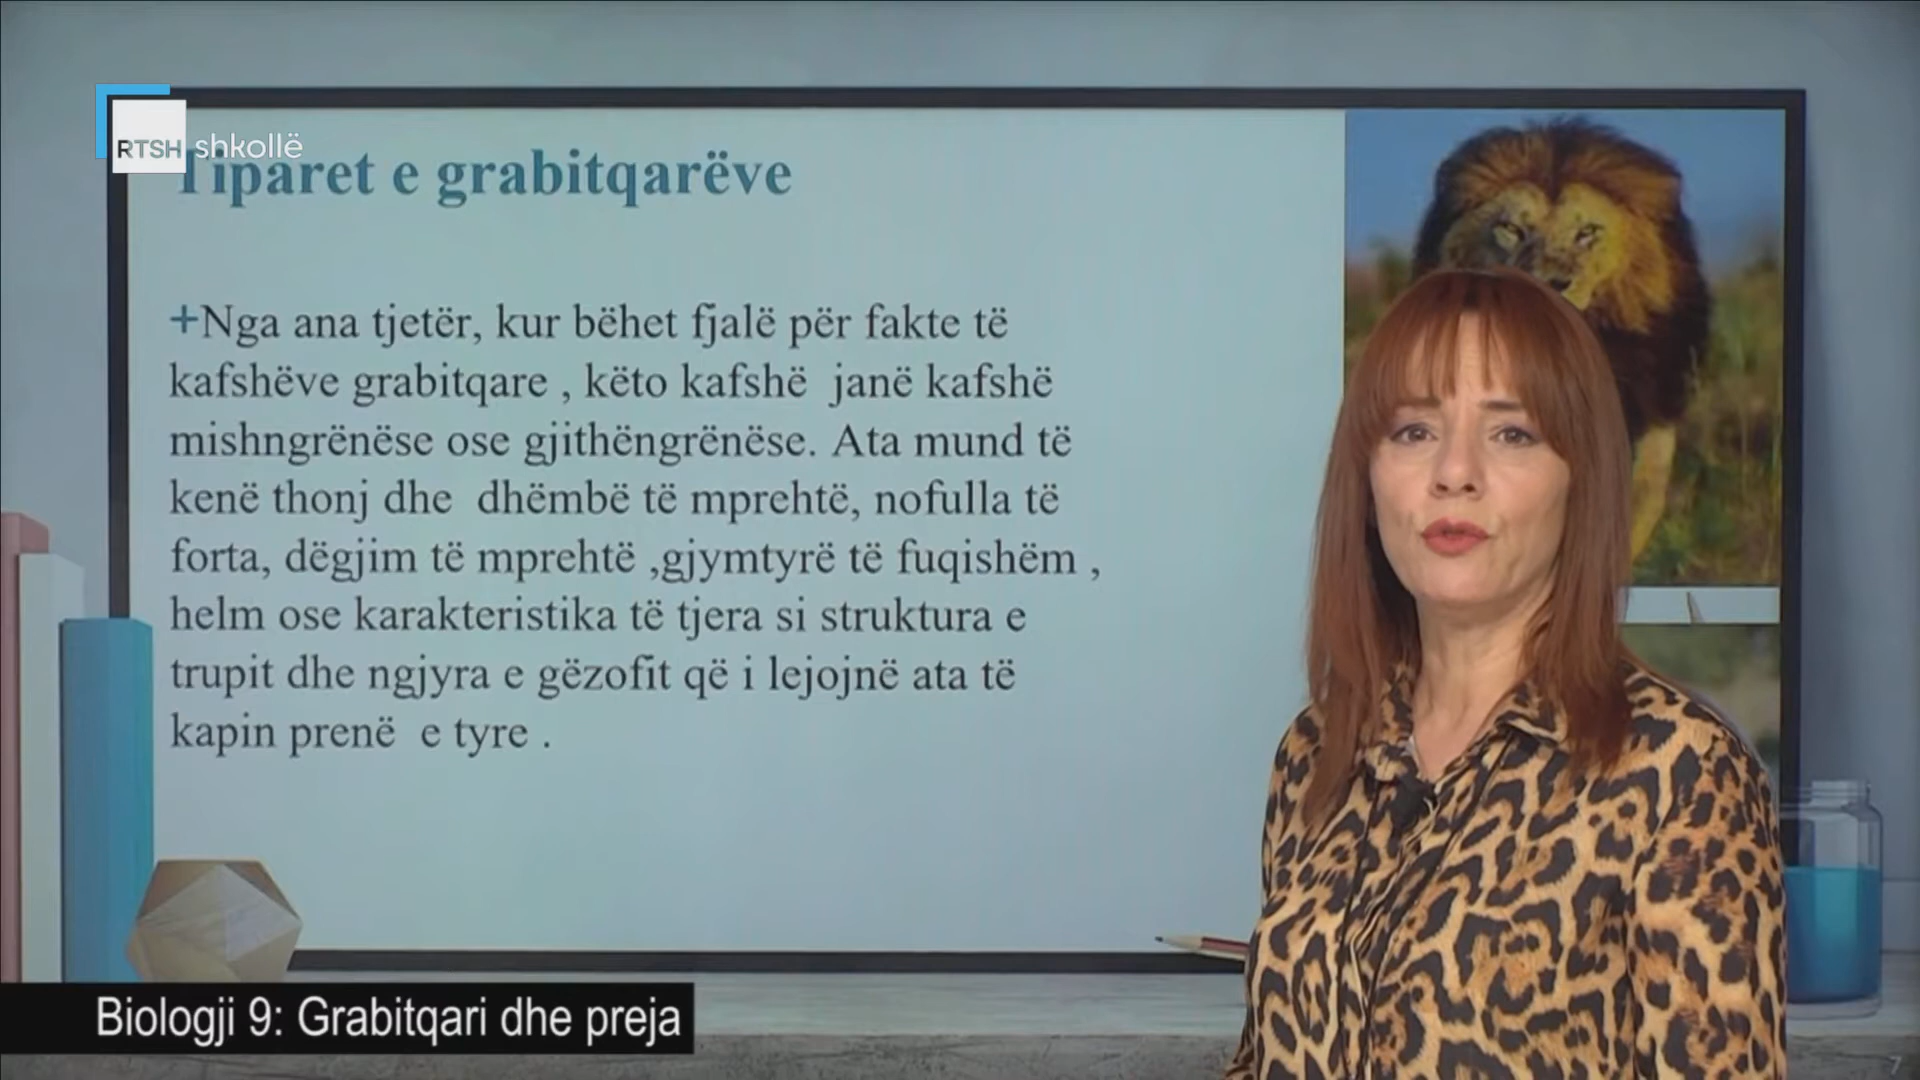 RTSH shkollë
Tiparet e grabitqarëve
+Nga ana tjetër, kur bëhet fjalë për fakte të
kafshëve grabitqare , këto kafshë  janë kafshë
mishngrënëse ose gjithëngrënëse. Ata mund të
kenë thonj dhe  dhëmbë të mprehtë, nofulla të
forta, dëgjim të mprehtë ,gjymtyrë të fuqishëm ,
helm ose karakteristika të tjera si struktura e
trupit dhe ngjyra e gëzofit që i lejojnë ata të
kapin prenë  e tyre .
Biologji 9: Grabitqari dhe preja
7